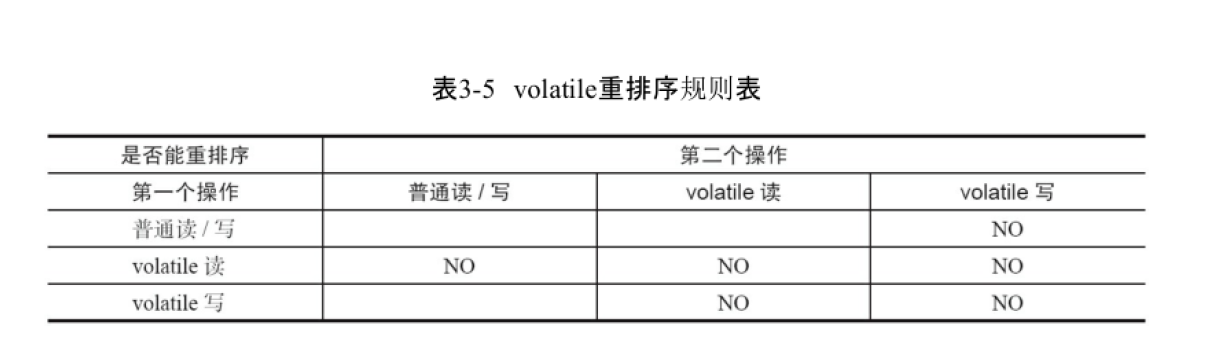 表3-5 volatile重排序规则表
是否能重排序 第二个操作
第一个操作 普通读 / 写 volatile 读 volatile 写
普通读 / 写 NO
volatile 读 NO NO NO
volatile 写 NO NO